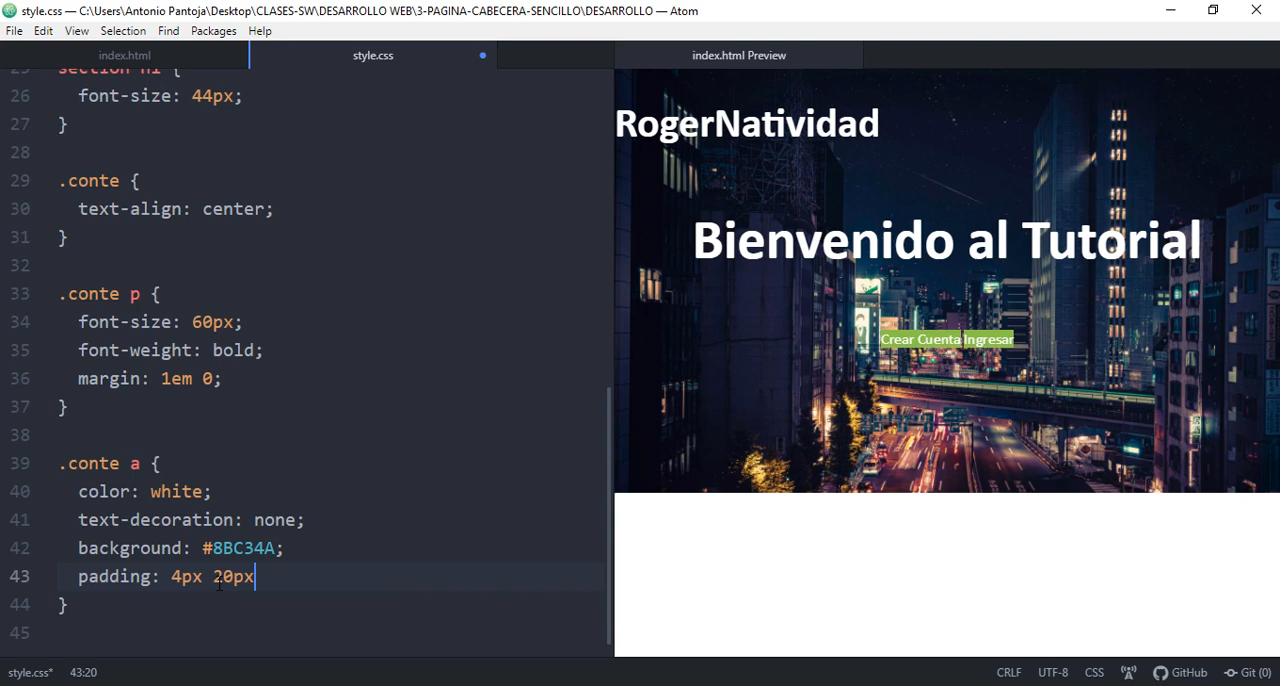 style.css — C:\Users\Antonio Pantoja\Desktop\CLASES-SW\DESARROLLO WEB\3-PAGINA-CABECERA-SENCILLO\DESARROLLO — Atom
File Edit View Selection Find Packages Help
index.html style.css index.html Preview
25 section h1 {
26 font-size: 44px;
27 }
28
29 .conte {
30 text-align: center;
31 }
32
33 .conte p {
34 font-size: 60px;
35 font-weight: bold;
36 margin: 1em 0;
37 }
38
39 .conte a {
40 color: white;
41 text-decoration: none;
42 background: #8BC34A;
43 padding: 4px 20px
44 }
45
RogerNatividad
Bienvenido al Tutorial
Crear Cuenta Ingresar
style.css* 43:20 CRLF UTF-8 CSS GitHub Git (0)